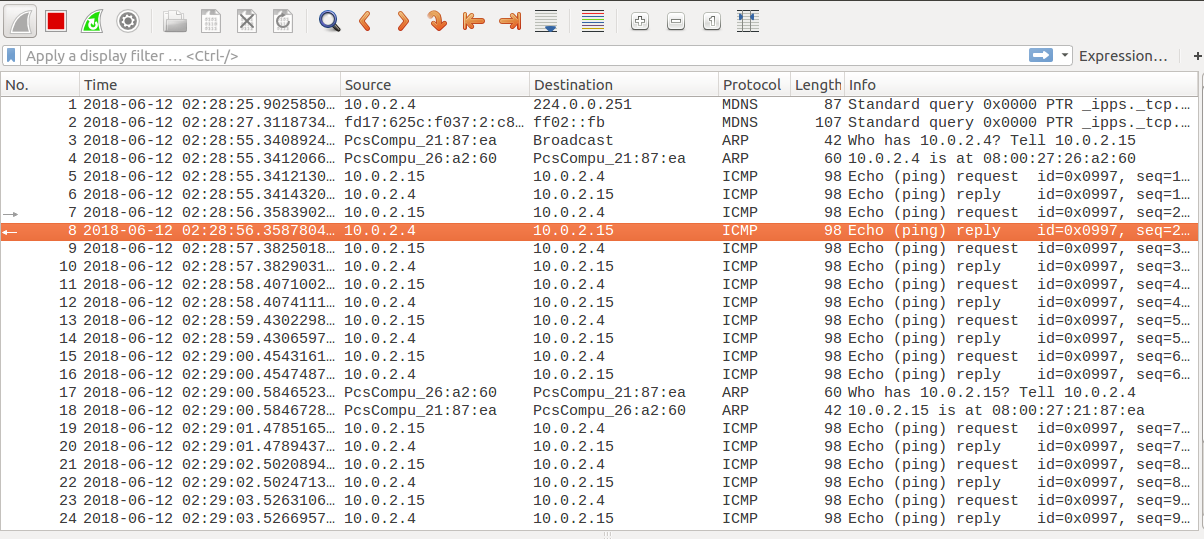 Apply a display filter … <Ctrl-/> Expression… +
No. Time Source Destination Protocol Length Info
1 2018-06-12 02:28:25.9025850… 10.0.2.4 224.0.0.251 MDNS 87 Standard query 0x0000 PTR _ipps._tcp.…
2 2018-06-12 02:28:27.3118734… fd17:625c:f037:2:c8… ff02::fb MDNS 107 Standard query 0x0000 PTR _ipps._tcp.…
3 2018-06-12 02:28:55.3408924… PcsCompu_21:87:ea Broadcast ARP 42 Who has 10.0.2.4? Tell 10.0.2.15
4 2018-06-12 02:28:55.3412066… PcsCompu_26:a2:60 PcsCompu_21:87:ea ARP 60 10.0.2.4 is at 08:00:27:26:a2:60
5 2018-06-12 02:28:55.3412130… 10.0.2.15 10.0.2.4 ICMP 98 Echo (ping) request id=0x0997, seq=1…
6 2018-06-12 02:28:55.3414320… 10.0.2.4 10.0.2.15 ICMP 98 Echo (ping) reply id=0x0997, seq=1…
7 2018-06-12 02:28:56.3583902… 10.0.2.15 10.0.2.4 ICMP 98 Echo (ping) request id=0x0997, seq=2…
8 2018-06-12 02:28:56.3587804… 10.0.2.4 10.0.2.15 ICMP 98 Echo (ping) reply id=0x0997, seq=2…
9 2018-06-12 02:28:57.3825018… 10.0.2.15 10.0.2.4 ICMP 98 Echo (ping) request id=0x0997, seq=3…
10 2018-06-12 02:28:57.3829031… 10.0.2.4 10.0.2.15 ICMP 98 Echo (ping) reply id=0x0997, seq=3…
11 2018-06-12 02:28:58.4071002… 10.0.2.15 10.0.2.4 ICMP 98 Echo (ping) request id=0x0997, seq=4…
12 2018-06-12 02:28:58.4074111… 10.0.2.4 10.0.2.15 ICMP 98 Echo (ping) reply id=0x0997, seq=4…
13 2018-06-12 02:28:59.4302298… 10.0.2.15 10.0.2.4 ICMP 98 Echo (ping) request id=0x0997, seq=5…
14 2018-06-12 02:28:59.4306597… 10.0.2.4 10.0.2.15 ICMP 98 Echo (ping) reply id=0x0997, seq=5…
15 2018-06-12 02:29:00.4543161… 10.0.2.15 10.0.2.4 ICMP 98 Echo (ping) request id=0x0997, seq=6…
16 2018-06-12 02:29:00.4547487… 10.0.2.4 10.0.2.15 ICMP 98 Echo (ping) reply id=0x0997, seq=6…
17 2018-06-12 02:29:00.5846523… PcsCompu_26:a2:60 PcsCompu_21:87:ea ARP 60 Who has 10.0.2.15? Tell 10.0.2.4
18 2018-06-12 02:29:00.5846728… PcsCompu_21:87:ea PcsCompu_26:a2:60 ARP 42 10.0.2.15 is at 08:00:27:21:87:ea
19 2018-06-12 02:29:01.4785165… 10.0.2.15 10.0.2.4 ICMP 98 Echo (ping) request id=0x0997, seq=7…
20 2018-06-12 02:29:01.4789437… 10.0.2.4 10.0.2.15 ICMP 98 Echo (ping) reply id=0x0997, seq=7…
21 2018-06-12 02:29:02.5020894… 10.0.2.15 10.0.2.4 ICMP 98 Echo (ping) request id=0x0997, seq=8…
22 2018-06-12 02:29:02.5024713… 10.0.2.4 10.0.2.15 ICMP 98 Echo (ping) reply id=0x0997, seq=8…
23 2018-06-12 02:29:03.5263106… 10.0.2.15 10.0.2.4 ICMP 98 Echo (ping) request id=0x0997, seq=9…
24 2018-06-12 02:29:03.5266957… 10.0.2.4 10.0.2.15 ICMP 98 Echo (ping) reply id=0x0997, seq=9…